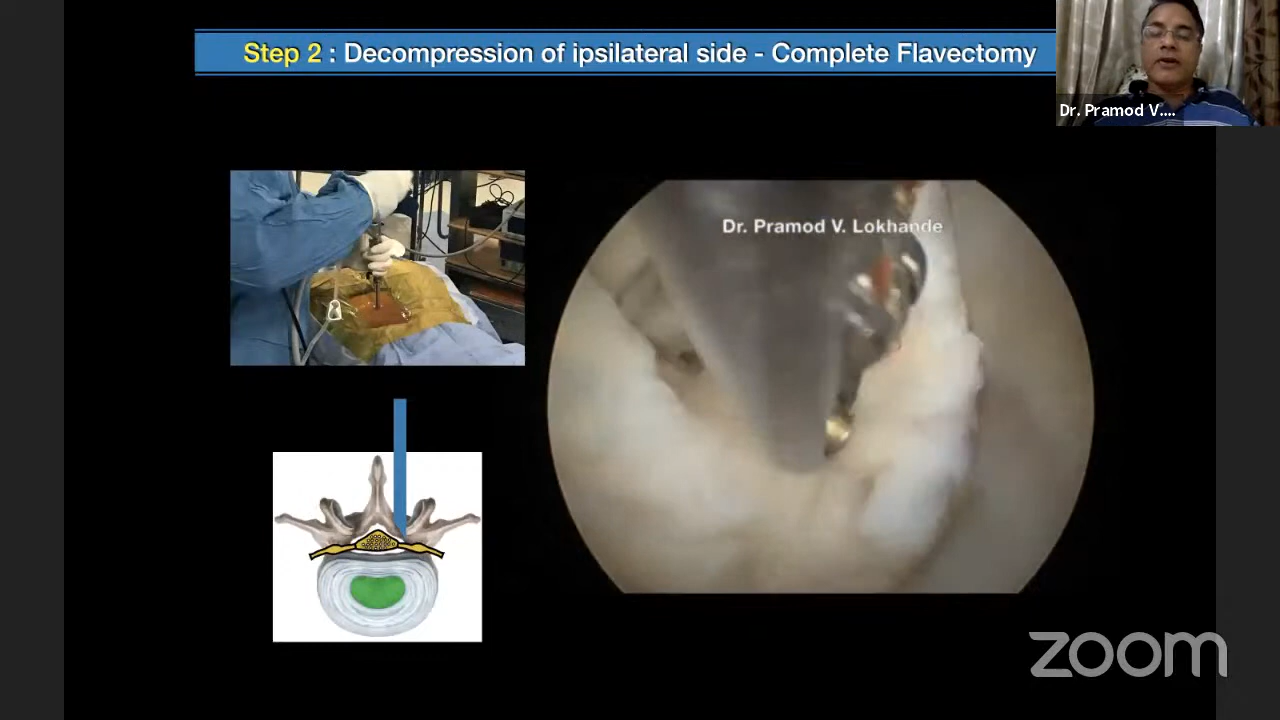 Step 2 : Decompression of ipsilateral side - Complete Flavectomy
Dr. Pramod V....
Dr. Pramod V. Lokhande
zoom